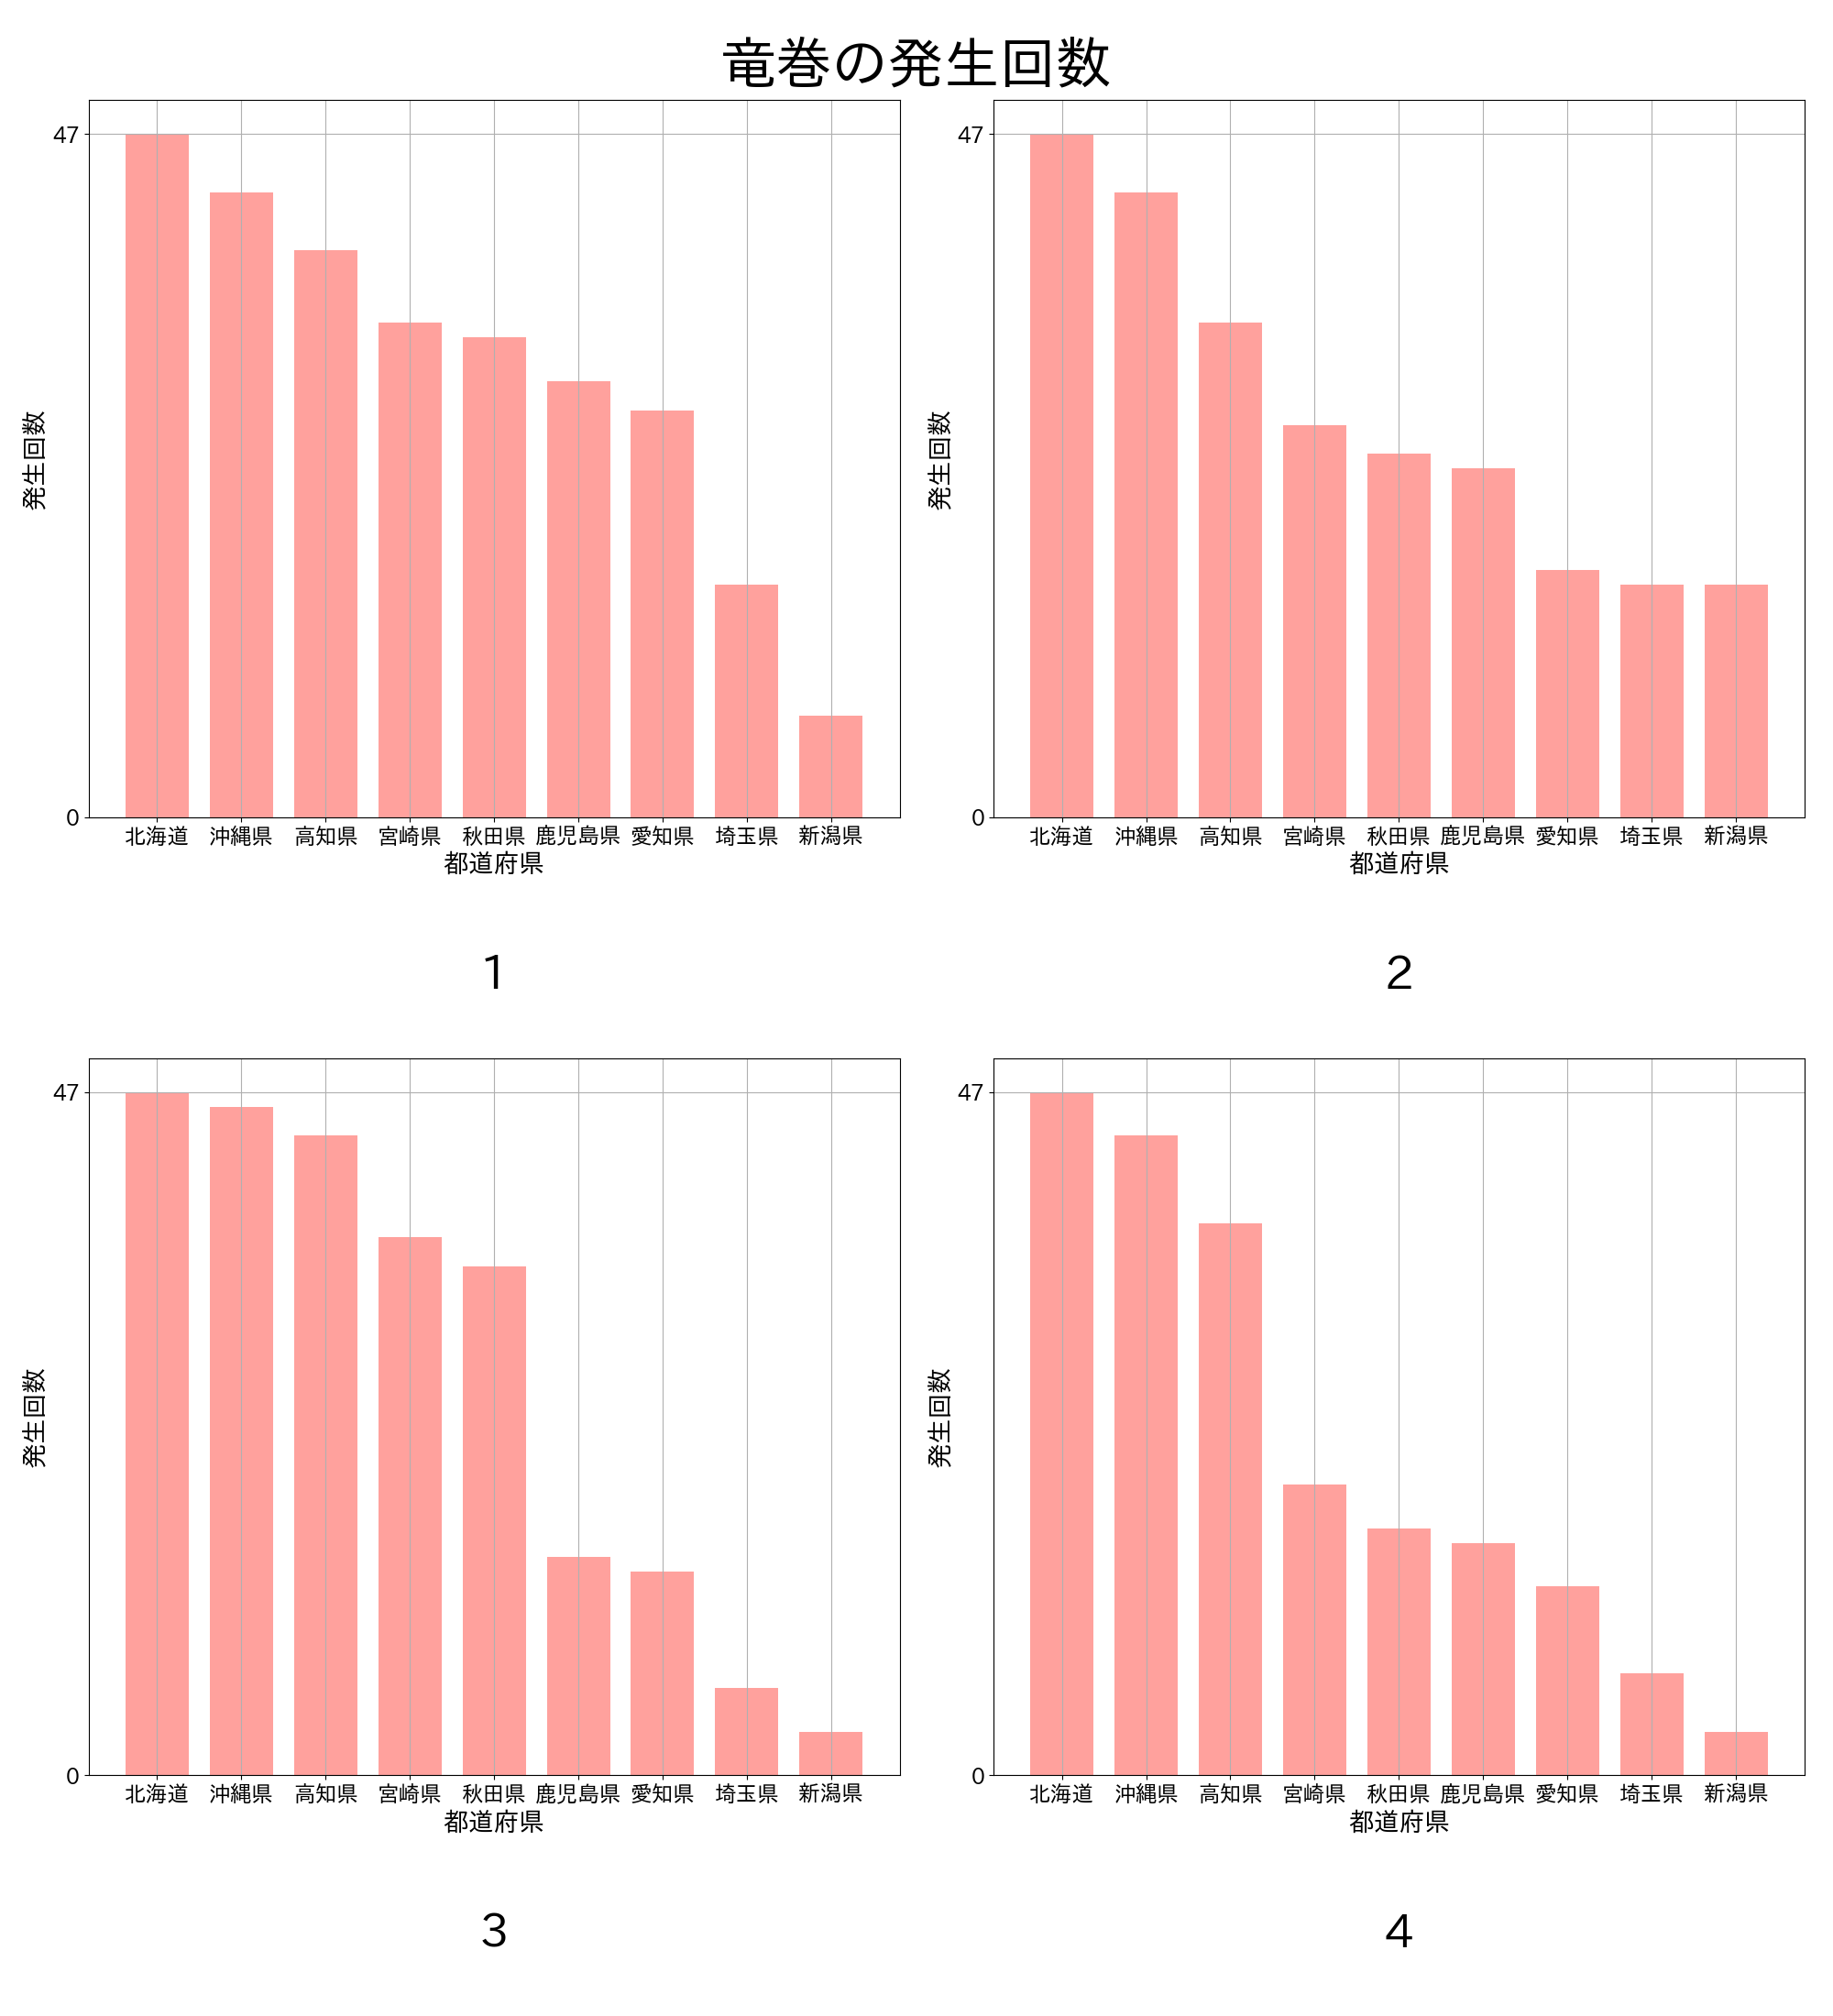 竜巻の発生回数
47
0
発生回数
北海道 沖縄県 高知県 宮崎県 秋田県 鹿児島県 愛知県 埼玉県 新潟県
都道府県
1
47
0
発生回数
北海道 沖縄県 高知県 宮崎県 秋田県 鹿児島県 愛知県 埼玉県 新潟県
都道府県
2
47
0
発生回数
北海道 沖縄県 高知県 宮崎県 秋田県 鹿児島県 愛知県 埼玉県 新潟県
都道府県
3
47
0
発生回数
北海道 沖縄県 高知県 宮崎県 秋田県 鹿児島県 愛知県 埼玉県 新潟県
都道府県
4